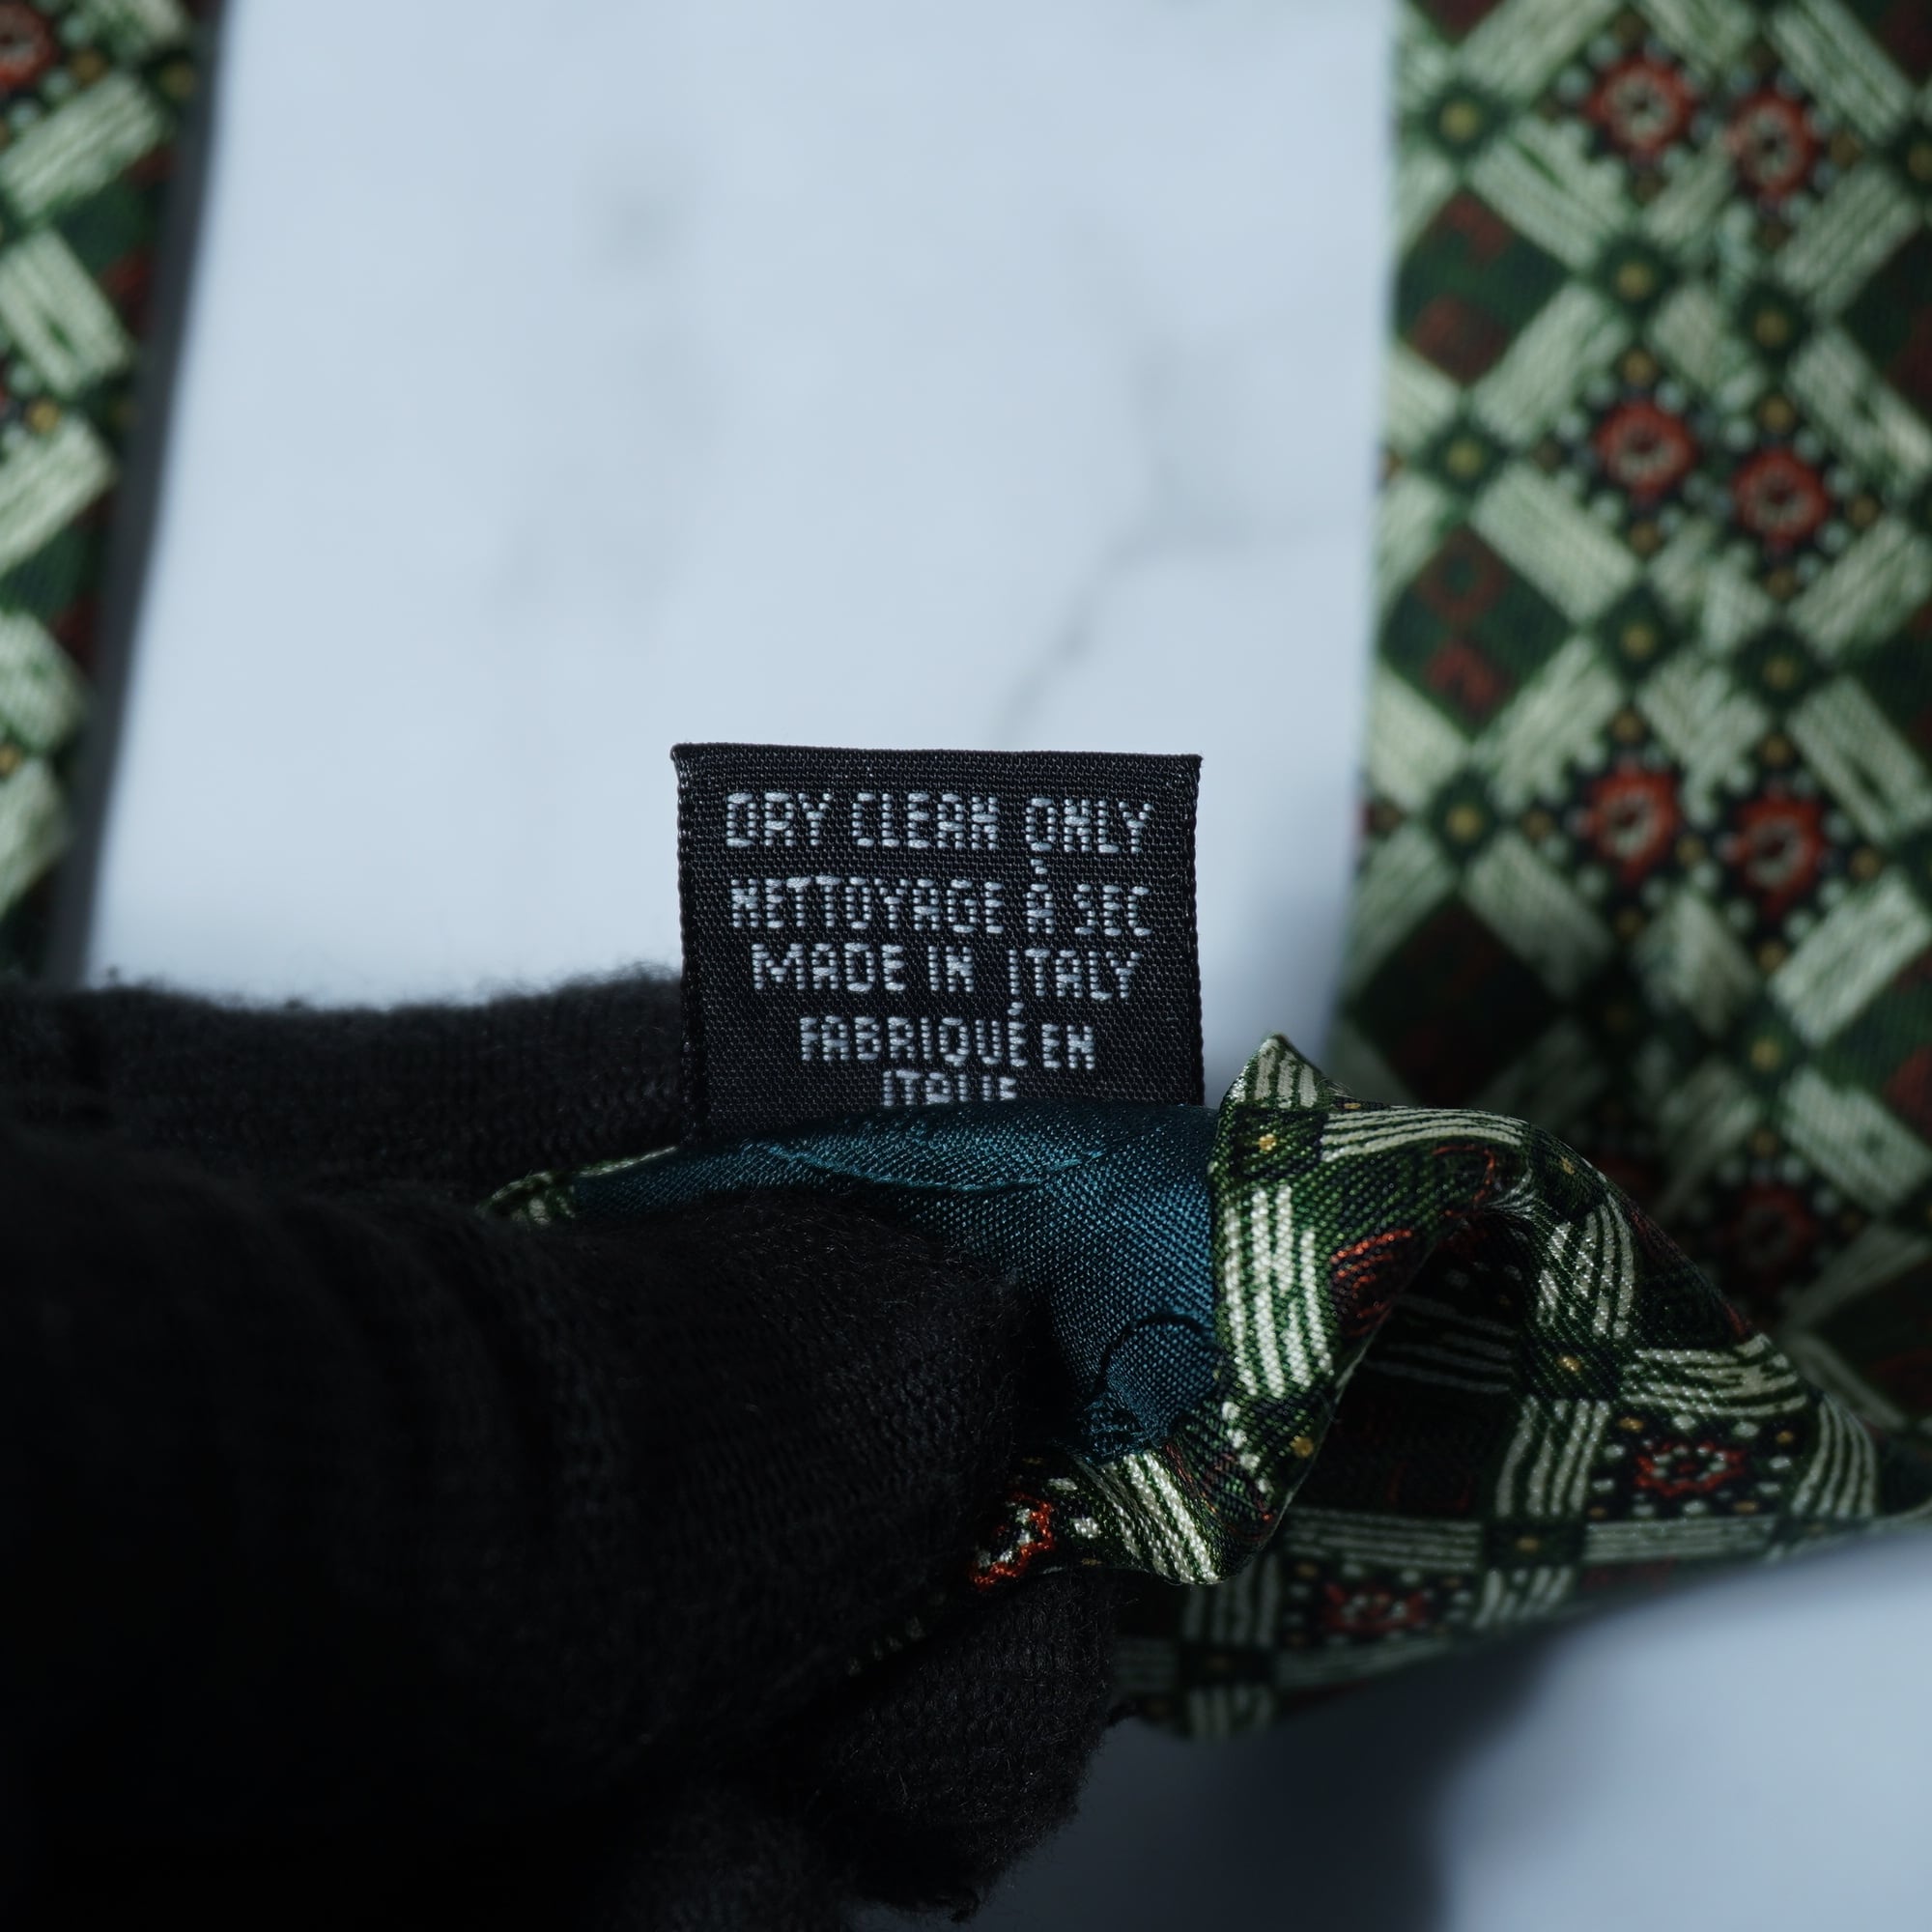 DRY CLEAN ONLY
NETTOYAGE À SEC
MADE IN ITALY
FABRIQUÉ EN
ITALIE